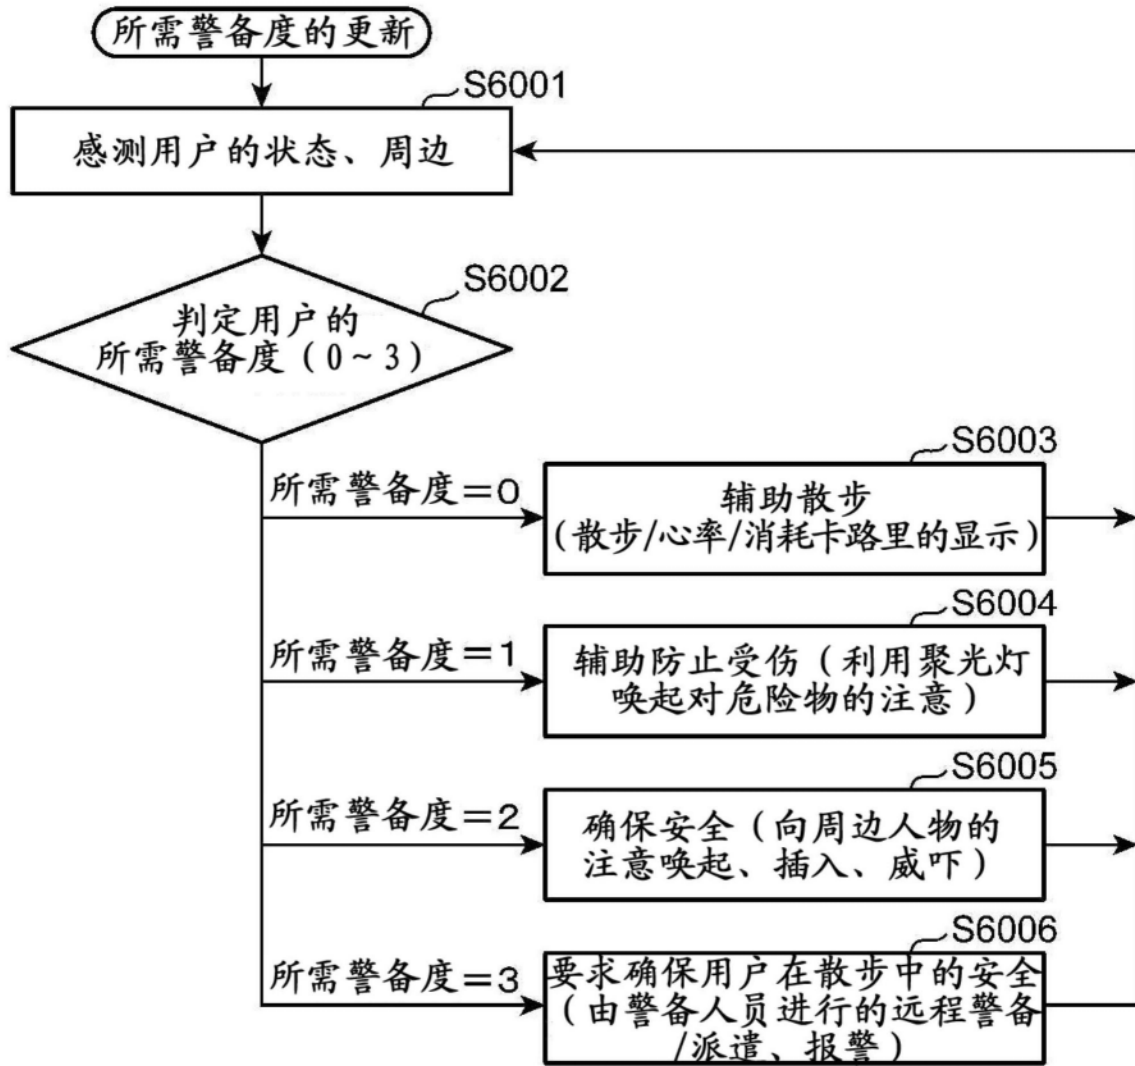 所需警备度的更新
S6001
感测用户的状态、周边
S6002
判定用户的
所需警备度（0~3）
S6003
所需警备度=0
辅助散步
（散步/心率/消耗卡路里的显示）
S6004
所需警备度=1
辅助防止受伤（利用聚光灯
唤起对危险物的注意）
S6005
所需警备度=2
确保安全（向周边人物的
注意唤起、插入、威吓）
S6006
所需警备度=3
要求确保用户在散步中的安全
（由警备人员进行的远程警备
/派遣、报警）